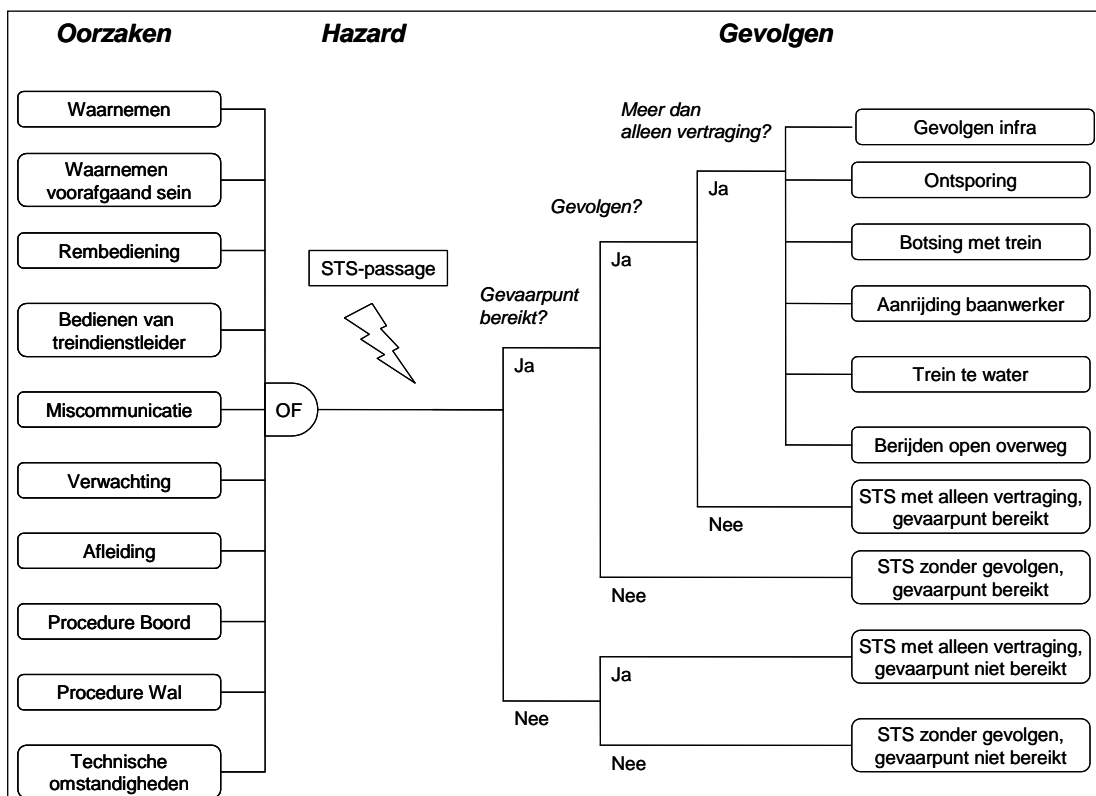 Oorzaken
Hazard
Gevolgen
Waarnemen
Waarnemen
voorafgaand sein
Rembediening
Bedienen van
treindienstleider
Miscommunicatie
Verwachting
Afleiding
Procedure Boord
Procedure Wal
Technische
omstandigheden
OF
STS-passage
Gevaarpunt
bereikt?
Ja
Nee
Gevolgen?
Ja
Nee
Ja
Nee
Meer dan
alleen vertraging?
Ja
Nee
Gevolgen infra
Ontsporing
Botsing met trein
Aanrijding baanwerker
Trein te water
Berijden open overweg
STS met alleen vertraging,
gevaarpunt bereikt
STS zonder gevolgen,
gevaarpunt bereikt
STS met alleen vertraging,
gevaarpunt niet bereikt
STS zonder gevolgen,
gevaarpunt niet bereikt